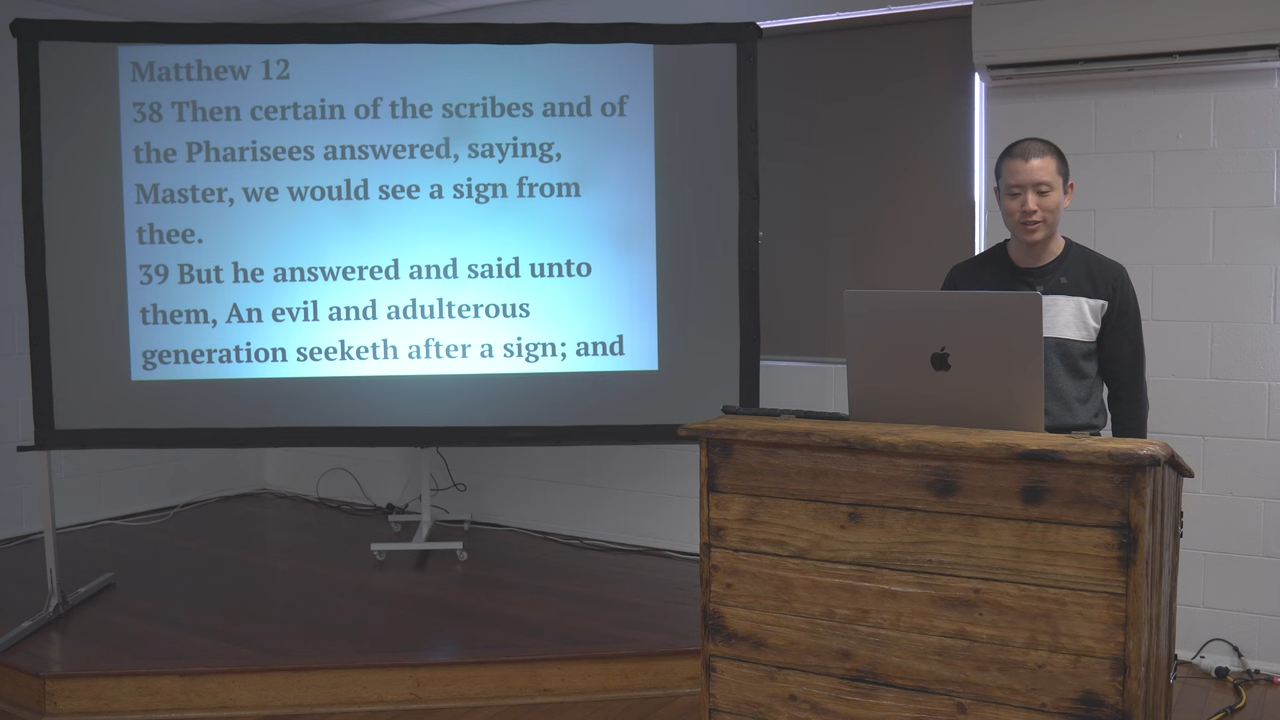 Matthew 12
38 Then certain of the scribes and of
the Pharisees answered, saying,
Master, we would see a sign from
thee.
39 But he answered and said unto
them, An evil and adulterous
generation seeketh after a sign; and